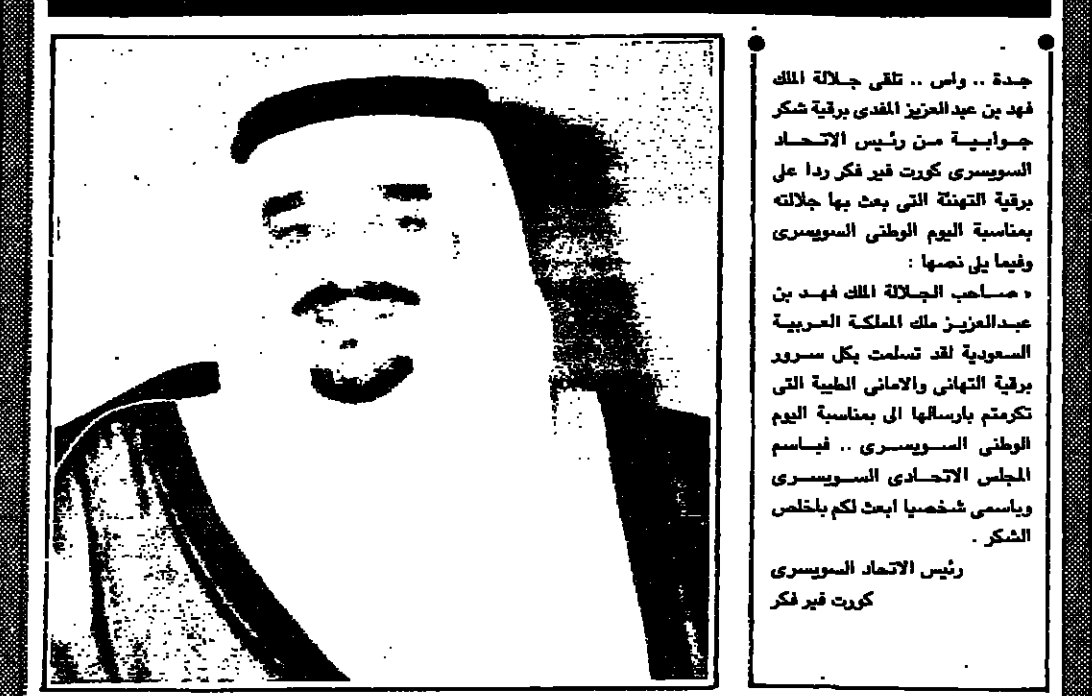 جدة .. واس .. تلقى جلالة الملك
فهد بن عبدالعزيز المفدى برقية شكر
جوابية من رئيس الاتحاد
السويسرى كورت قير فكر ردا على
برقية التهنئة التى بعث بها جلالته
بمناسبة اليوم الوطنى السويسرى
وفيما يلى نصها :
« صاحب الجلالة الملك فهد بن
عبدالعزيز ملك المملكة العربية
السعودية لقد تسلمت بكل سرور
برقية التهانى والامانى الطيبة التى
تكرمتم بارسالها الى بمناسبة اليوم
الوطنى السويسرى .. فباسم
المجلس الاتحادى السويسرى
وباسمى شخصيا ابعث لكم باخلص
الشكر .
رئيس الاتحاد السويسرى
كورت قير فكر